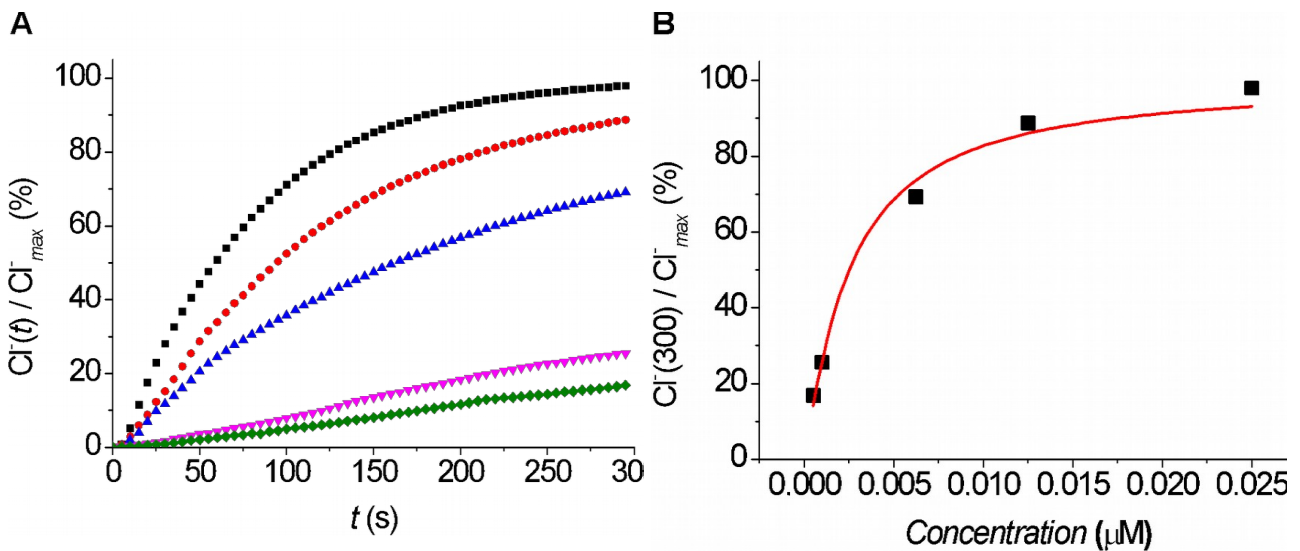 A
Cl⁻(t) / Cl⁻max (%)
100
80
60
40
20
0
0 50 100 150 200 250 30
t (s)
B
Cl⁻(300) / Cl⁻max (%)
100
80
60
40
20
0
0.000 0.005 0.010 0.015 0.020 0.025
Concentration (μM)